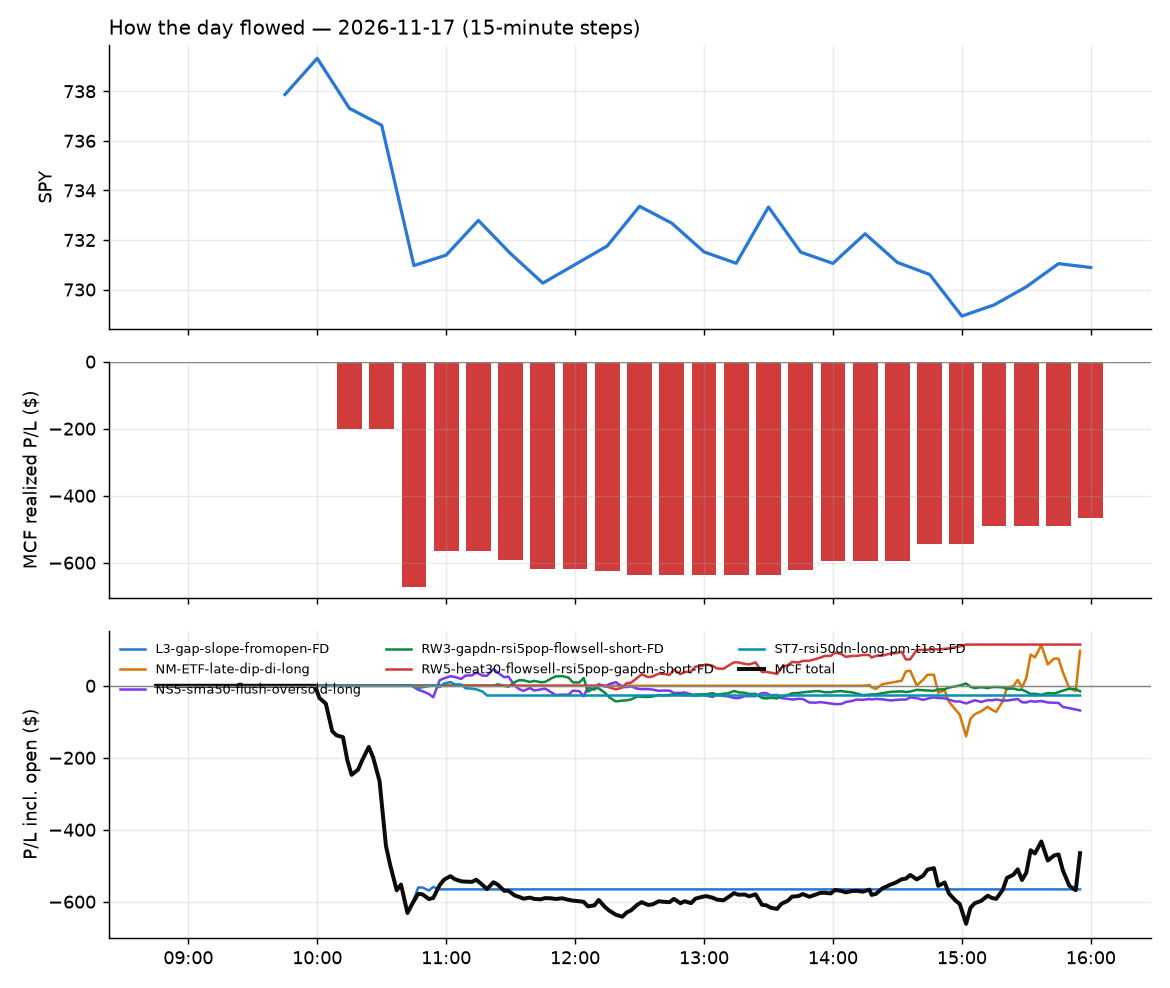 How the day flowed — 2026-11-17 (15-minute steps)
738
736
734
732
730
SPY
0
−200
−400
−600
MCF realized P/L ($)
L3-gap-slope-fromopen-FD
NM-ETF-late-dip-di-long
NS5-sma50-flush-oversold-long
RW3-gapdn-rsi5pop-flowsell-short-FD
RW5-heat30-flowsell-rsi5pop-gapdn-short-FD
ST7-rsi50dn-long-pm-t1s1-FD
MCF total
0
−200
−400
−600
P/L incl. open ($)
09:00 10:00 11:00 12:00 13:00 14:00 15:00 16:00